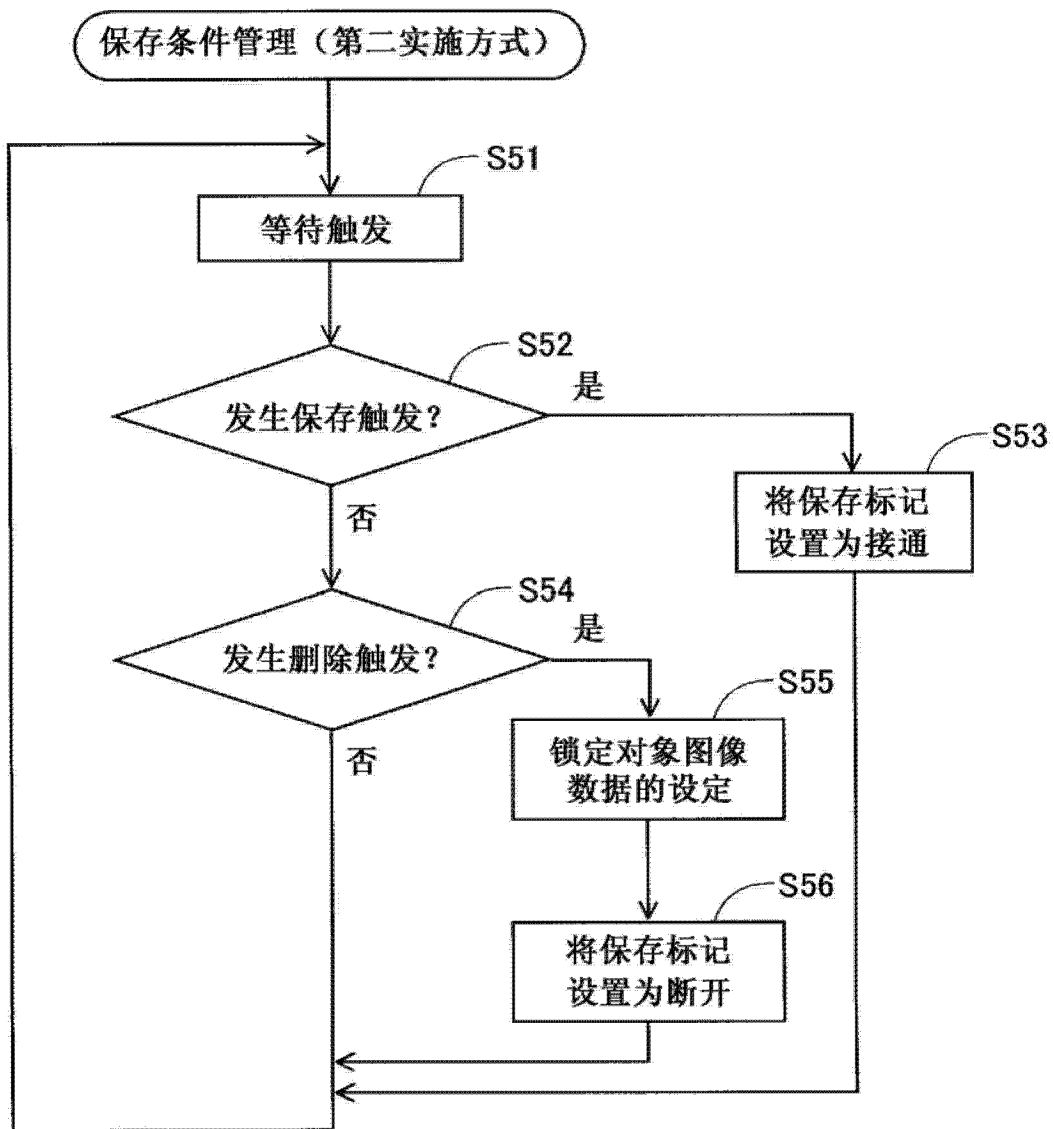 保存条件管理（第二实施方式）
S51
等待触发
S52
发生保存触发？
是
S53
将保存标记
设置为接通
否
S54
发生删除触发？
是
S55
锁定对象图像
数据的设定
否
S56
将保存标记
设置为断开